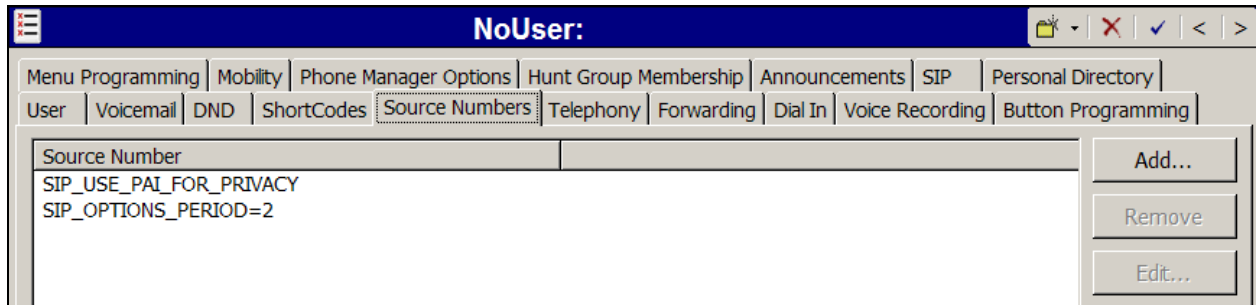 NoUser:
< >
Menu Programming Mobility Phone Manager Options Hunt Group Membership Announcements SIP Personal Directory
User Voicemail DND ShortCodes Source Numbers Telephony Forwarding Dial In Voice Recording Button Programming
Source Number
Add...
SIP_USE_PAI_FOR_PRIVACY
SIP_OPTIONS_PERIOD=2
Remove
Edit...